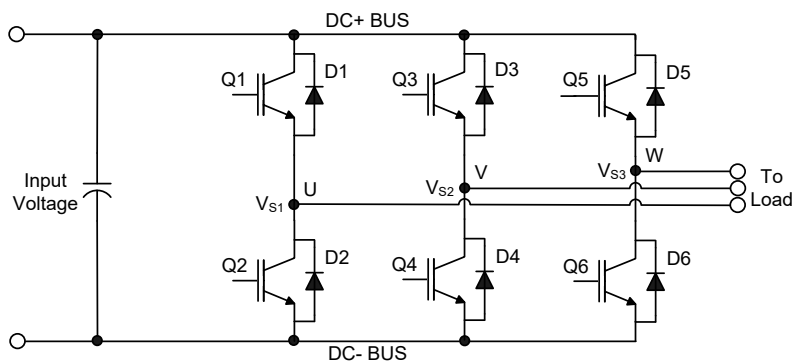 DC+ BUS
Q1
D1
Q3
D3
Q5
D5
Input
Voltage
VS1
U
VS2
V
VS3
W
To
Load
Q2
D2
Q4
D4
Q6
D6
DC- BUS